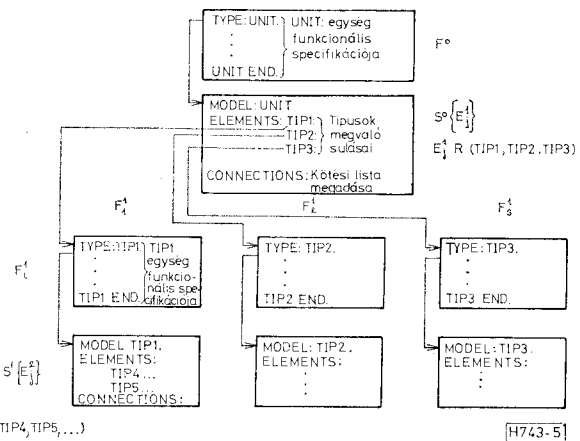 TYPE: UNIT. UNIT: egység
funkcionális
specifikációja
UNIT END.
F°
MODEL: UNIT
ELEMENTS: TIP1: Tipusok
TIP2: megvaló
TIP3: sulásai
CONNECTIONS: Kötési lista
megadása
S°{E¹j}
E¹j R (TIP1, TIP2, TIP3)
F¹1
F¹2
F¹3
F¹i
TYPE: TIP1. TIP1
egység
funkcio-
nális spe-
cifikációja
TIP1 END.
TYPE: TIP2.
TIP2 END.
TYPE: TIP3.
TIP3 END.
S¹{E²j}
MODEL TIP1.
ELEMENTS:
TIP4...
TIP5...
CONNECTIONS:
MODEL: TIP2.
ELEMENTS:
MODEL: TIP3.
ELEMENTS:
TIP4, TIP5, ...)
H743-5